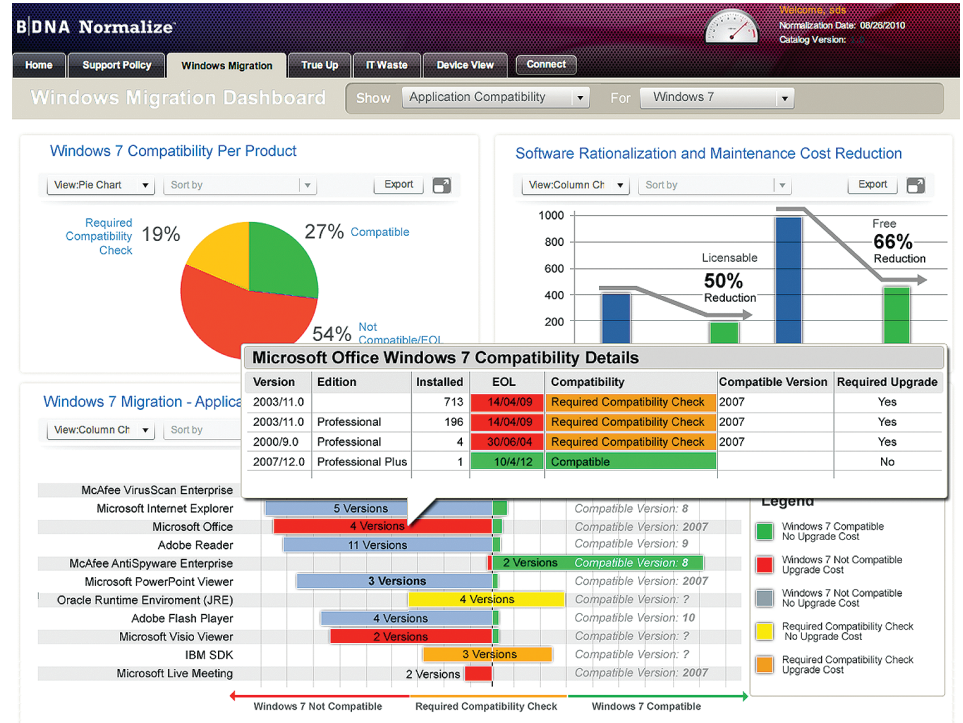 B|DNA Normalize™
Welcome, sds
Normalization Date: 08/26/2010
Catalog Version:
Home
Support Policy
Windows Migration
True Up
IT Waste
Device View
Connect
Windows Migration Dashboard
Show
Application Compatibility
For
Windows 7
Windows 7 Compatibility Per Product
View:Pie Chart
Sort by
Export
Required
Compatibility
Check
19%
27% Compatible
54% Not
Compatible/EOL
Software Rationalization and Maintenance Cost Reduction
View:Column Ch
Sort by
Export
1000
800
600
400
200
Licensable
50%
Reduction
Free
66%
Reduction
Microsoft Office Windows 7 Compatibility Details
Version Edition Installed EOL Compatibility Compatible Version Required Upgrade
2003/11.0 713 14/04/09 Required Compatibility Check 2007 Yes
2003/11.0 Professional 196 14/04/09 Required Compatibility Check 2007 Yes
2000/9.0 Professional 4 30/06/04 Required Compatibility Check 2007 Yes
2007/12.0 Professional Plus 1 10/4/12 Compatible No
Windows 7 Migration - Applica
View:Column Ch
Sort by
McAfee VirusScan Enterprise
Microsoft Internet Explorer 5 Versions Compatible Version: 8
Microsoft Office 4 Versions Compatible Version: 2007
Adobe Reader 11 Versions Compatible Version: 9
McAfee AntiSpyware Enterprise 2 Versions Compatible Version: 8
Microsoft PowerPoint Viewer 3 Versions Compatible Version: 2007
Oracle Runtime Enviroment (JRE) 4 Versions Compatible Version: ?
Adobe Flash Player 4 Versions Compatible Version: 10
Microsoft Visio Viewer 2 Versions Compatible Version: ?
IBM SDK 3 Versions Compatible Version: ?
Microsoft Live Meeting 2 Versions Compatible Version: 2007
Windows 7 Not Compatible
Required Compatibility Check
Windows 7 Compatible
Legend
Windows 7 Compatible
No Upgrade Cost
Windows 7 Not Compatible
Upgrade Cost
Windows 7 Not Compatible
No Upgrade Cost
Required Compatibility Check
No Upgrade Cost
Required Compatibility Check
Upgrade Cost